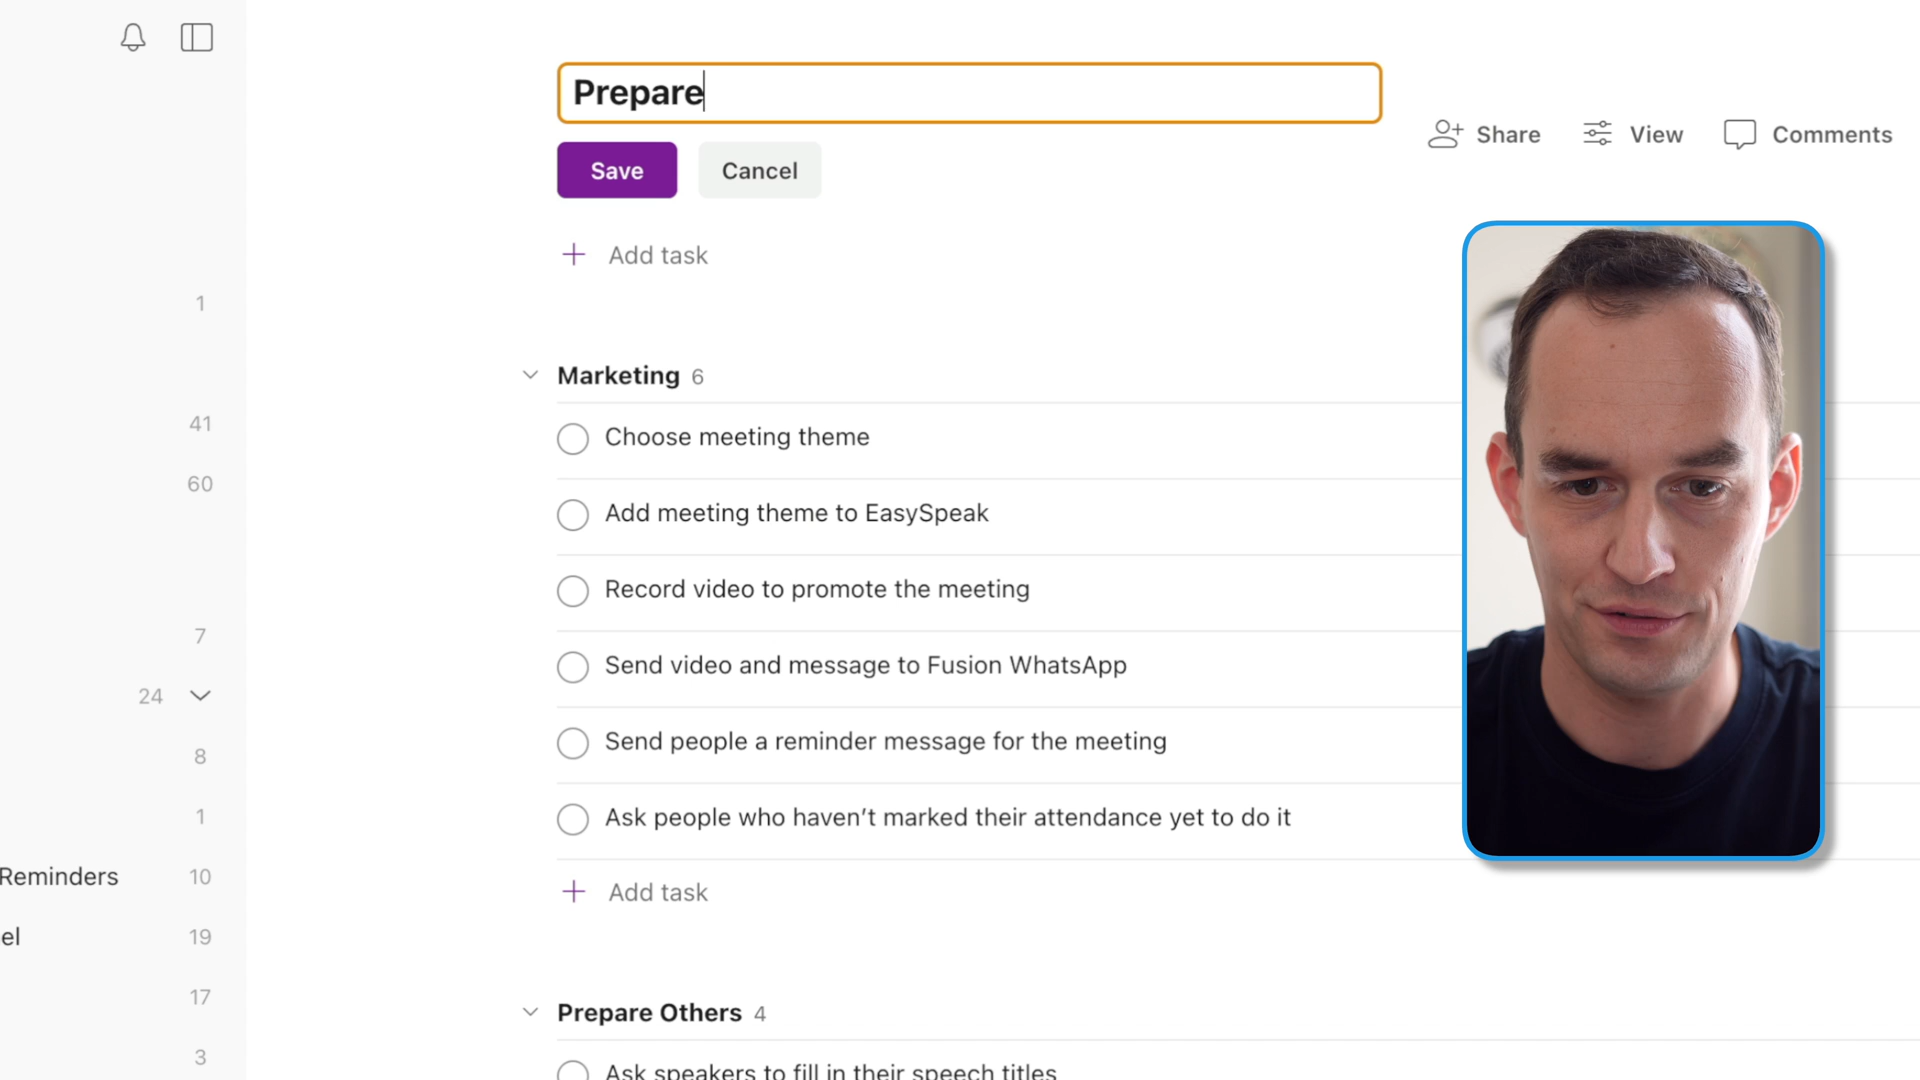 Prepare
Share
View
Comments
Save
Cancel
Add task
1
Marketing 6
41
Choose meeting theme
60
Add meeting theme to EasySpeak
Record video to promote the meeting
7
Send video and message to Fusion WhatsApp
24
Send people a reminder message for the meeting
8
1
Ask people who haven't marked their attendance yet to do it
Reminders 10
Add task
el 19
17
Prepare Others 4
3
Ask speakers to fill in their speech titles